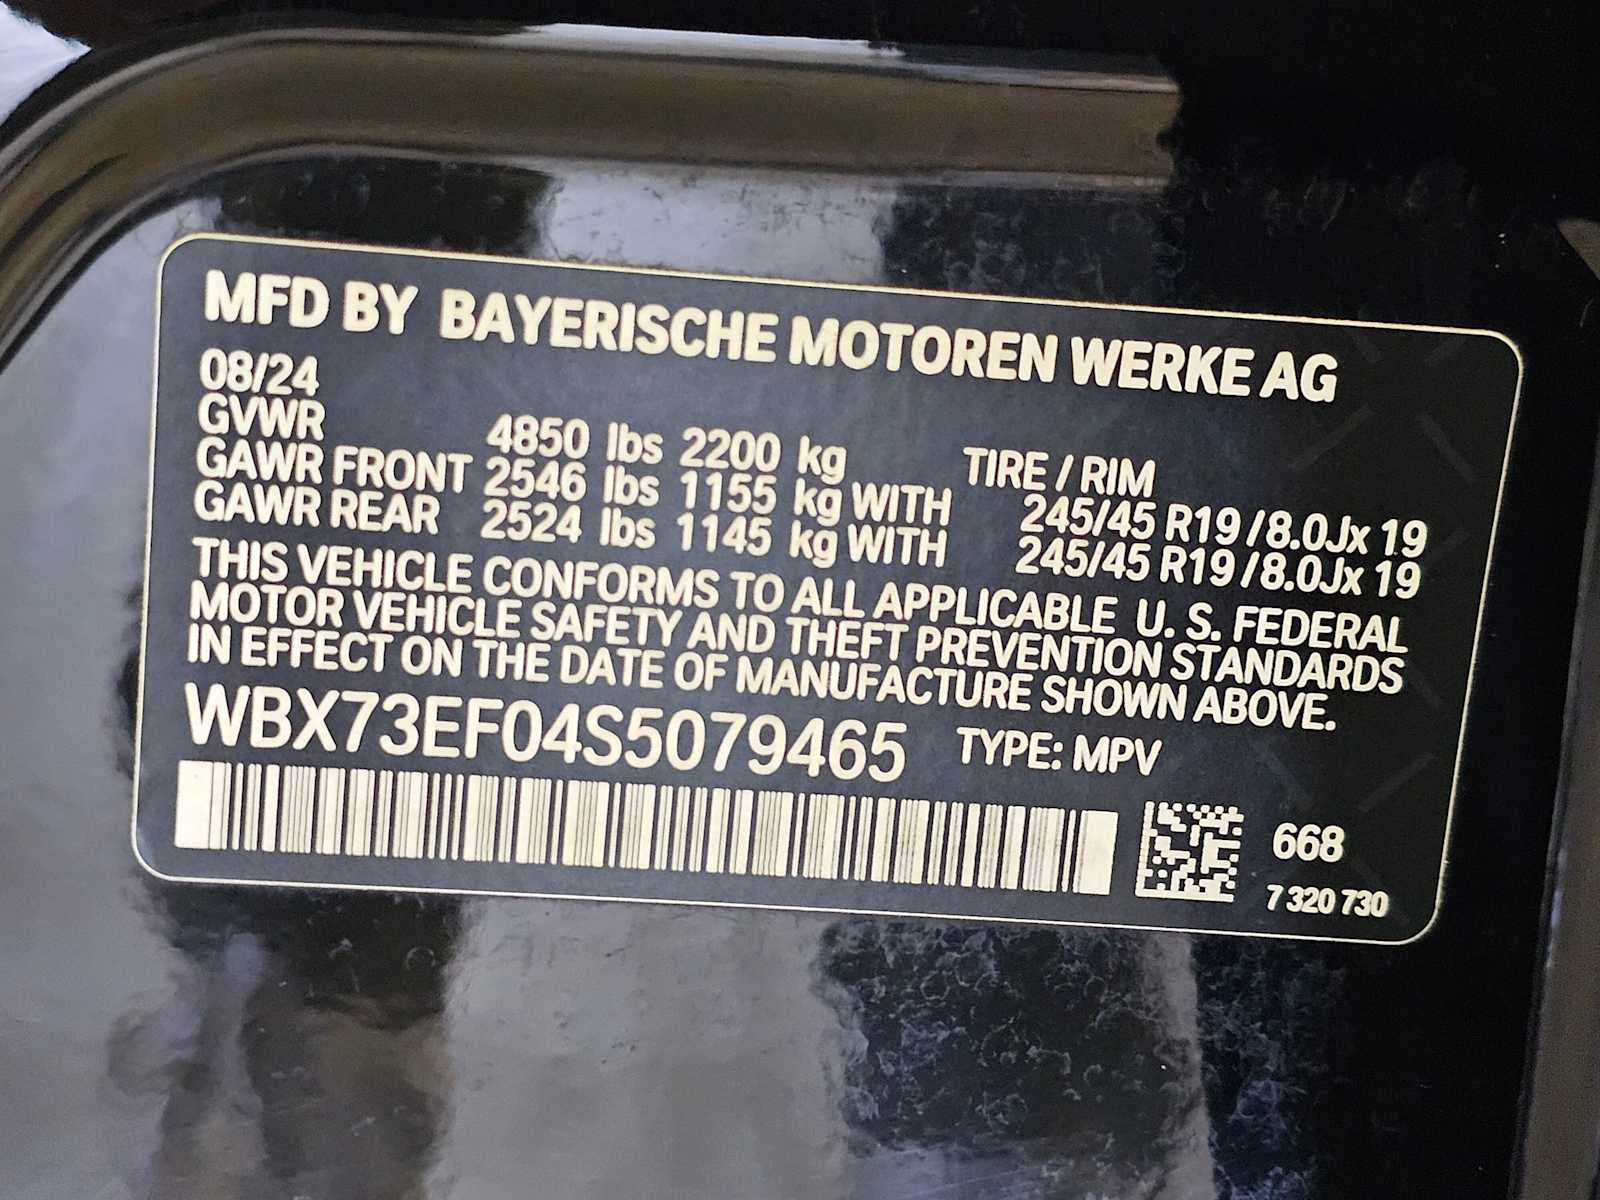 MFD BY BAYERISCHE MOTOREN WERKE AG
08/24
GVWR 4850 lbs 2200 kg TIRE / RIM
GAWR FRONT 2546 lbs 1155 kg WITH 245/45 R19 / 8.0Jx 19
GAWR REAR 2524 lbs 1145 kg WITH 245/45 R19 / 8.0Jx 19
THIS VEHICLE CONFORMS TO ALL APPLICABLE U. S. FEDERAL
MOTOR VEHICLE SAFETY AND THEFT PREVENTION STANDARDS
IN EFFECT ON THE DATE OF MANUFACTURE SHOWN ABOVE.
WBX73EF04S5079465 TYPE: MPV
668
7 320 730